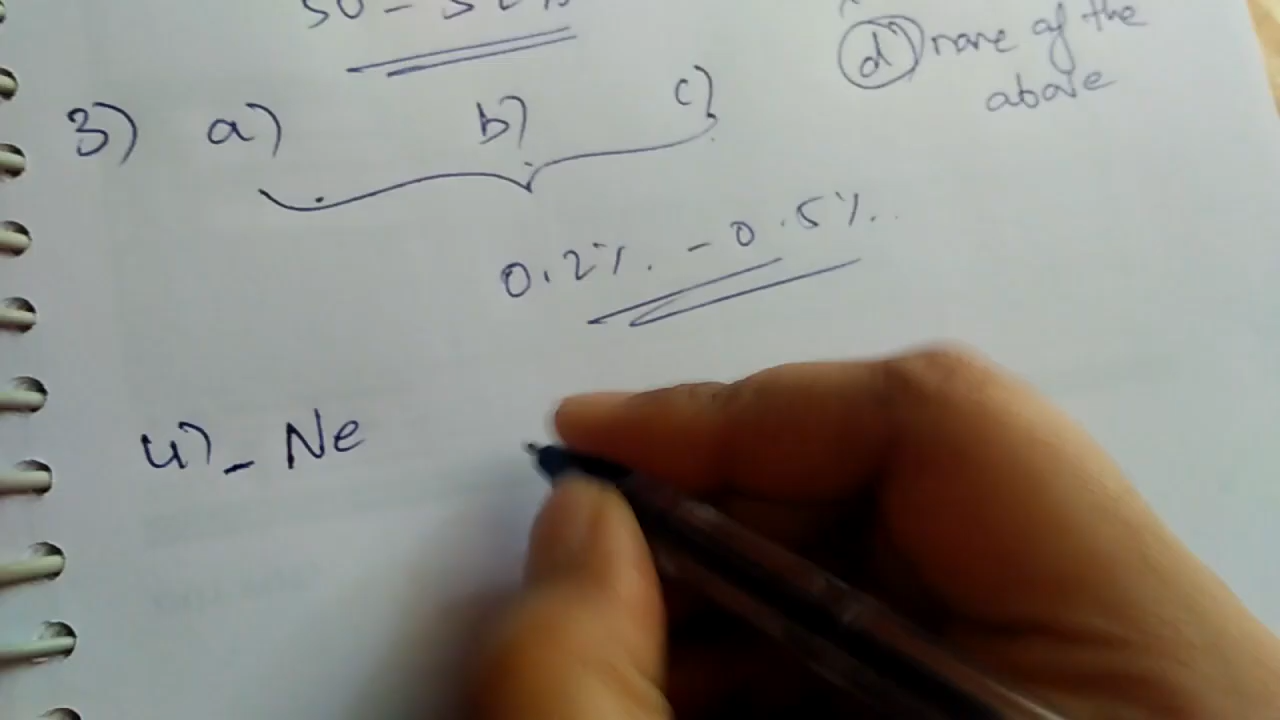 d) none of the
above
3) a) b) c)
0.2%. - 0.5%.
4) - Ne